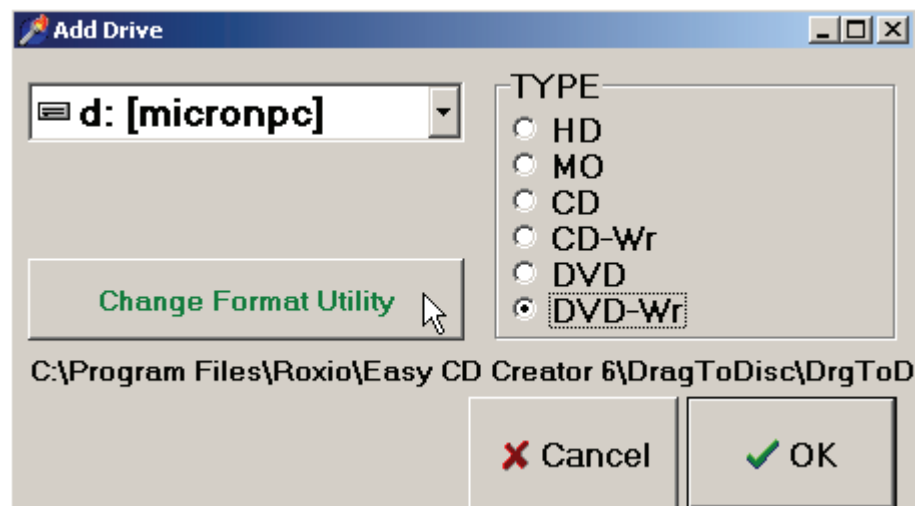 Add Drive
d: [micronpc]
TYPE
HD
MO
CD
CD-Wr
DVD
DVD-Wr
Change Format Utility
C:\Program Files\Roxio\Easy CD Creator 6\DragToDisc\DrgToD
Cancel
OK